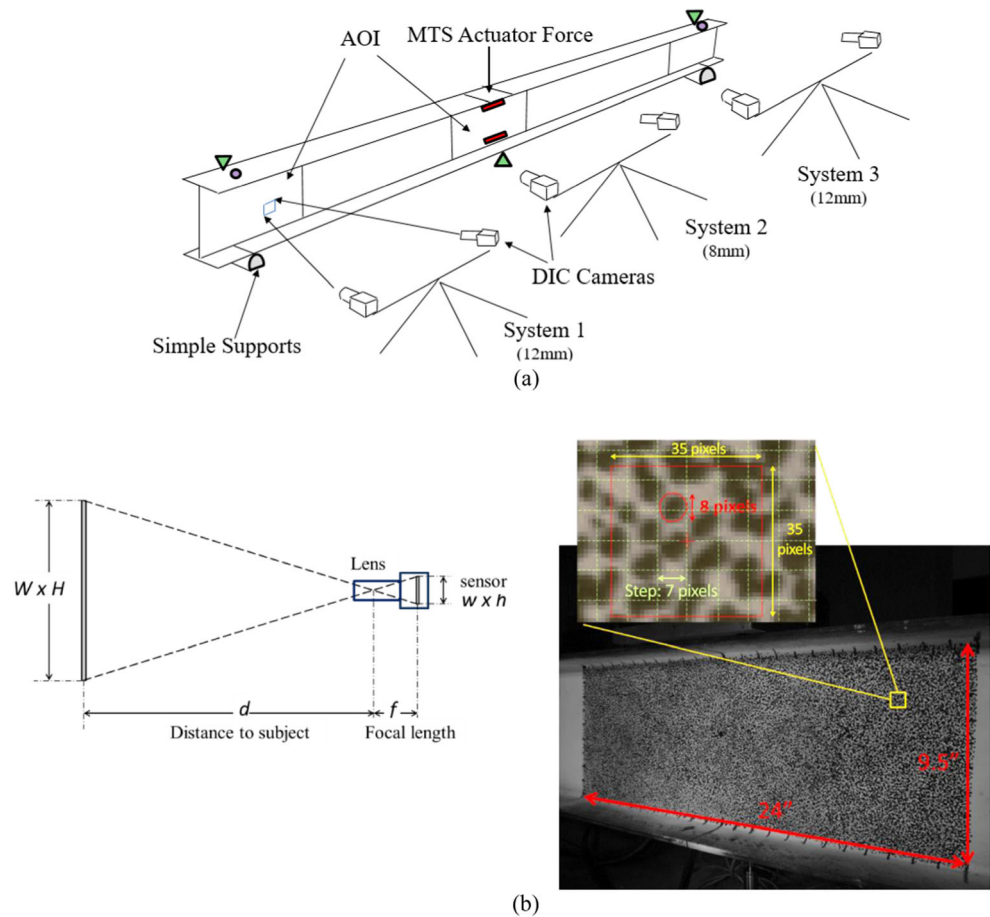 AOI
MTS Actuator Force
System 3
(12mm)
System 2
(8mm)
DIC Cameras
System 1
(12mm)
Simple Supports
(a)
35 pixels
8 pixels
35
pixels
Step: 7 pixels
Lens
W x H
sensor
w x h
d
f
Distance to subject
Focal length
9.5"
24"
(b)